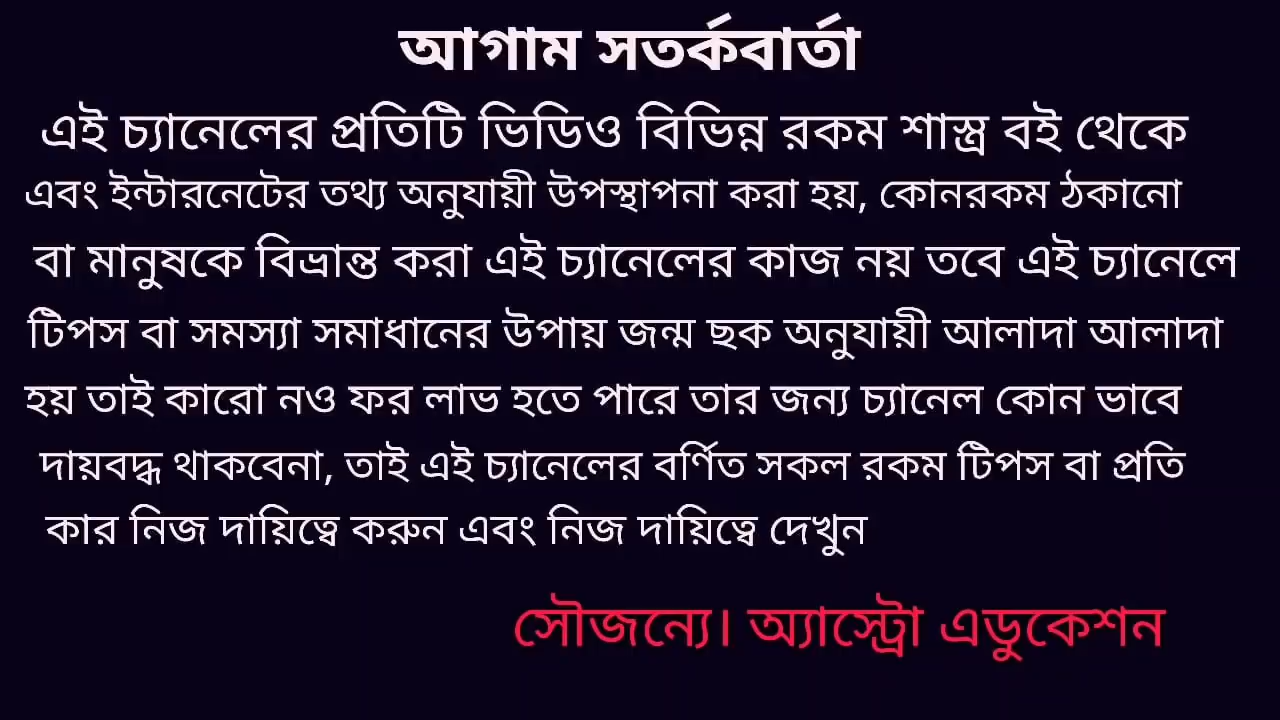 আগাম সতর্কবার্তা
এই চ্যানেলের প্রতিটি ভিডিও বিভিন্ন রকম শাস্ত্র বই থেকে
এবং ইন্টারনেটের তথ্য অনুযায়ী উপস্থাপনা করা হয়, কোনরকম ঠকানো
বা মানুষকে বিভ্রান্ত করা এই চ্যানেলের কাজ নয় তবে এই চ্যানেলে
টিপস বা সমস্যা সমাধানের উপায় জন্ম ছক অনুযায়ী আলাদা আলাদা
হয় তাই কারো নও ফর লাভ হতে পারে তার জন্য চ্যানেল কোন ভাবে
দায়বদ্ধ থাকবেনা, তাই এই চ্যানেলের বর্ণিত সকল রকম টিপস বা প্রতি
কার নিজ দায়িত্বে করুন এবং নিজ দায়িত্বে দেখুন
সৌজন্যে। অ্যাস্ট্রো এডুকেশন